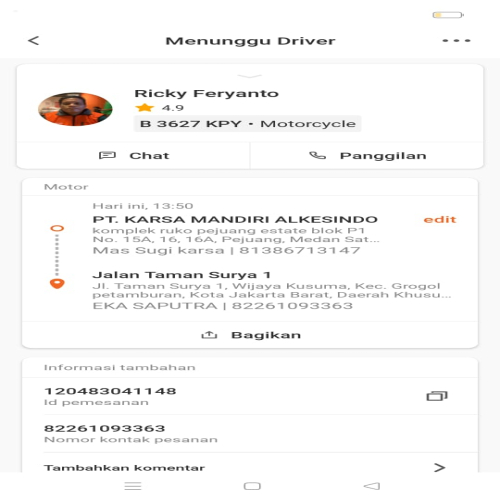 Menunggu Driver
Ricky Feryanto
4.9
B 3627 KPY • Motorcycle
Chat
Panggilan
Motor
Hari ini, 13:50
PT. KARSA MANDIRI ALKESINDO
edit
komplek ruko pejuang estate blok P1
No. 15A, 16, 16A, Pejuang, Medan Sat...
Mas Sugi karsa | 81386713147
Jalan Taman Surya 1
Jl. Taman Surya 1, Wijaya Kusuma, Kec. Grogol
petamburan, Kota Jakarta Barat, Daerah Khusu...
EKA SAPUTRA | 82261093363
Bagikan
Informasi tambahan
120483041148
Id pemesanan
82261093363
Nomor kontak pesanan
Tambahkan komentar